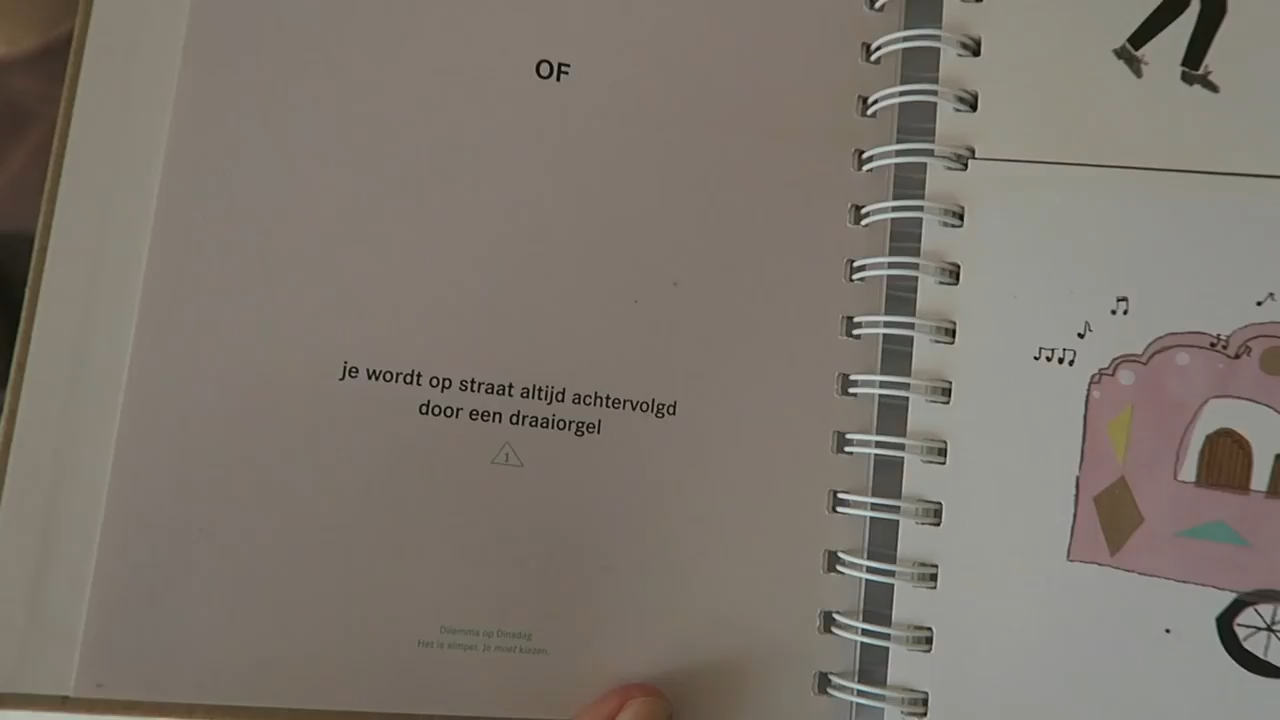 OF
je wordt op straat altijd achtervolgd
door een draaiorgel
1
Dilemma op Dinsdag
Het is simpel. Je moet kiezen.